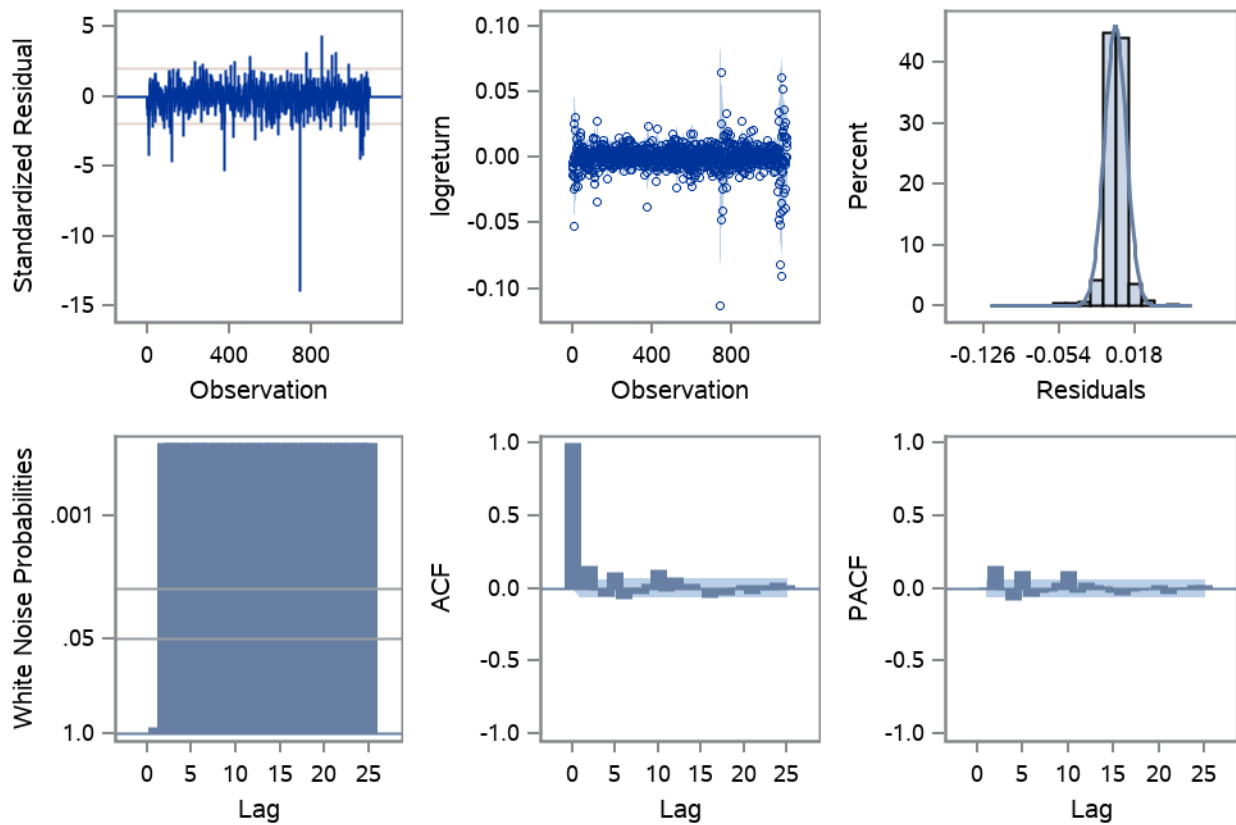 Standardized Residual
5
0
-5
-10
-15
0 400 800
Observation
logreturn
0.10
0.05
0.00
-0.05
-0.10
0 400 800
Observation
Percent
40
30
20
10
0
-0.126 -0.054 0.018
Residuals
White Noise Probabilities
.001
.05
1.0
0 5 10 15 20 25
Lag
ACF
1.0
0.5
0.0
-0.5
-1.0
0 5 10 15 20 25
Lag
PACF
1.0
0.5
0.0
-0.5
-1.0
0 5 10 15 20 25
Lag